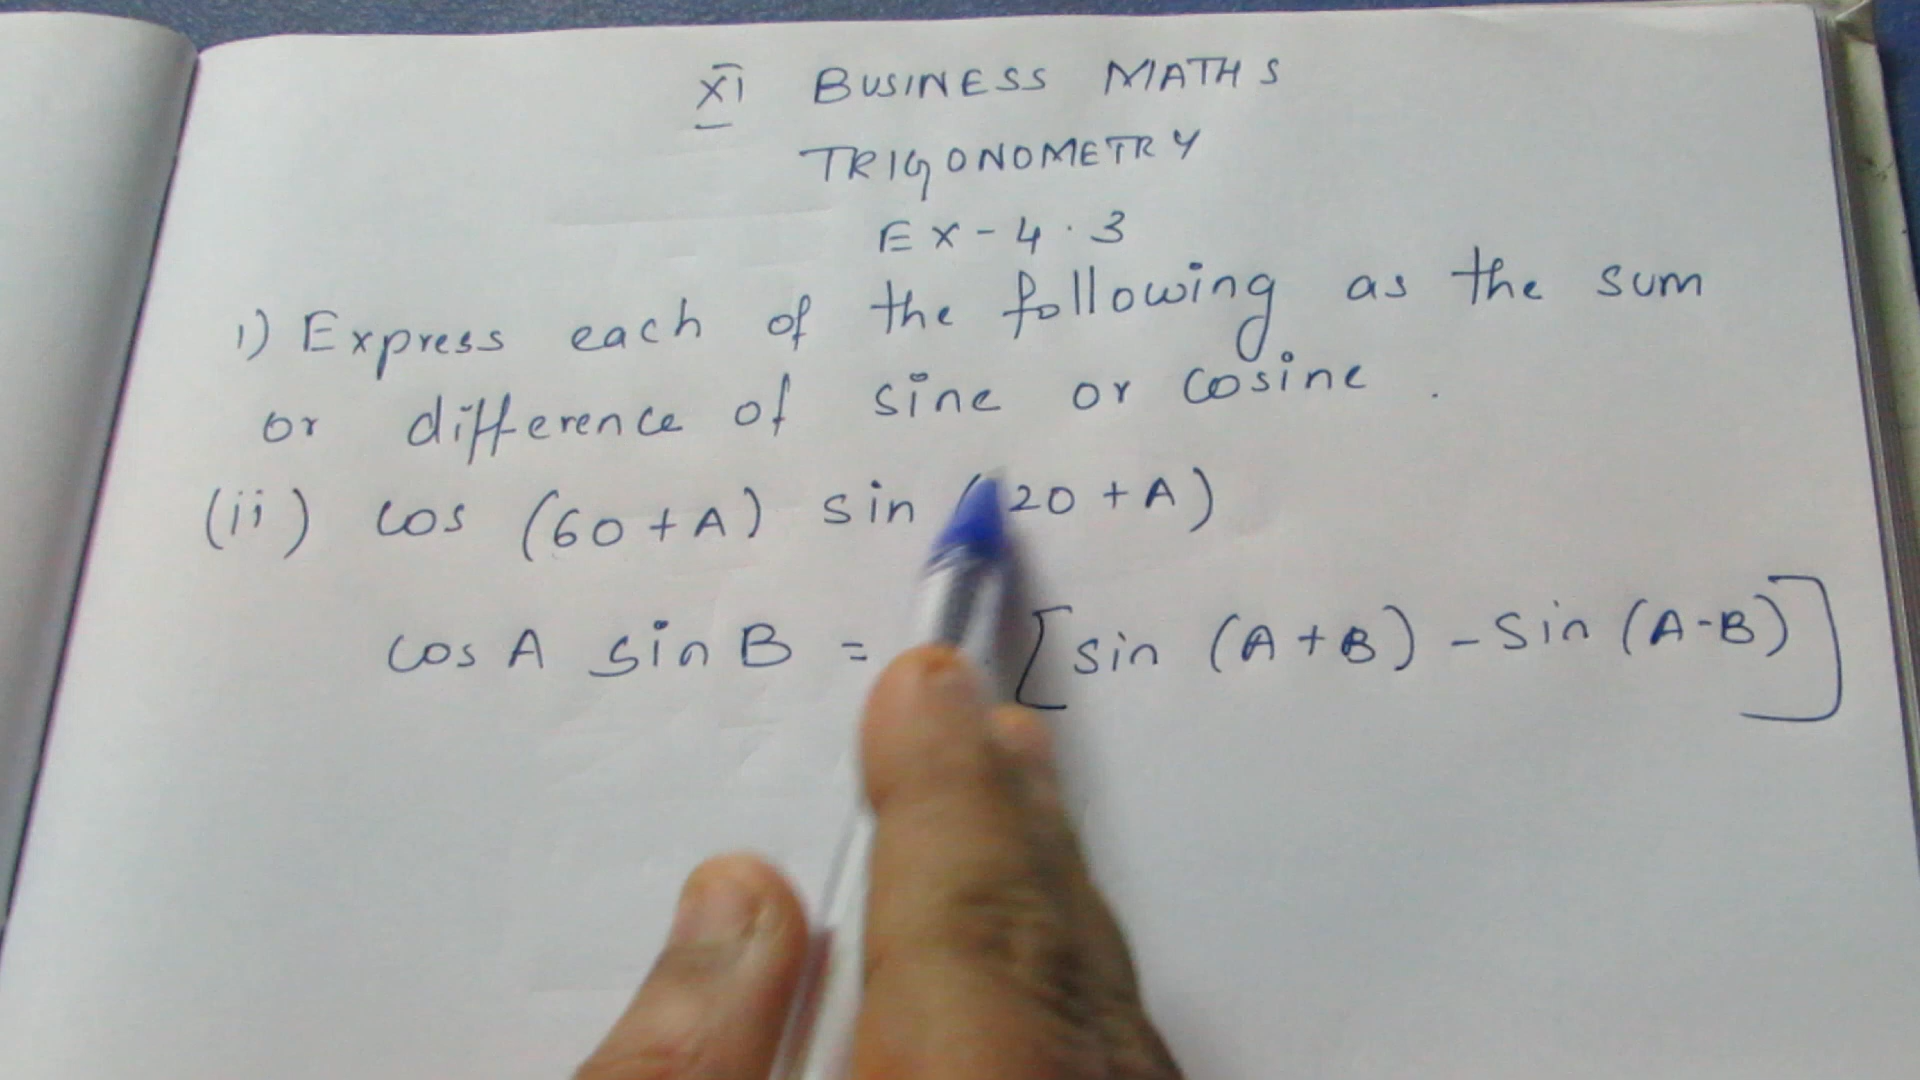 XI BUSINESS MATHS
TRIGONOMETRY
EX-4.3
1) Express each of the following as the sum
or difference of sine or cosine.
(ii) cos (60+A) sin (20+A)
cos A sin B = [sin (A+B) - Sin (A-B)]